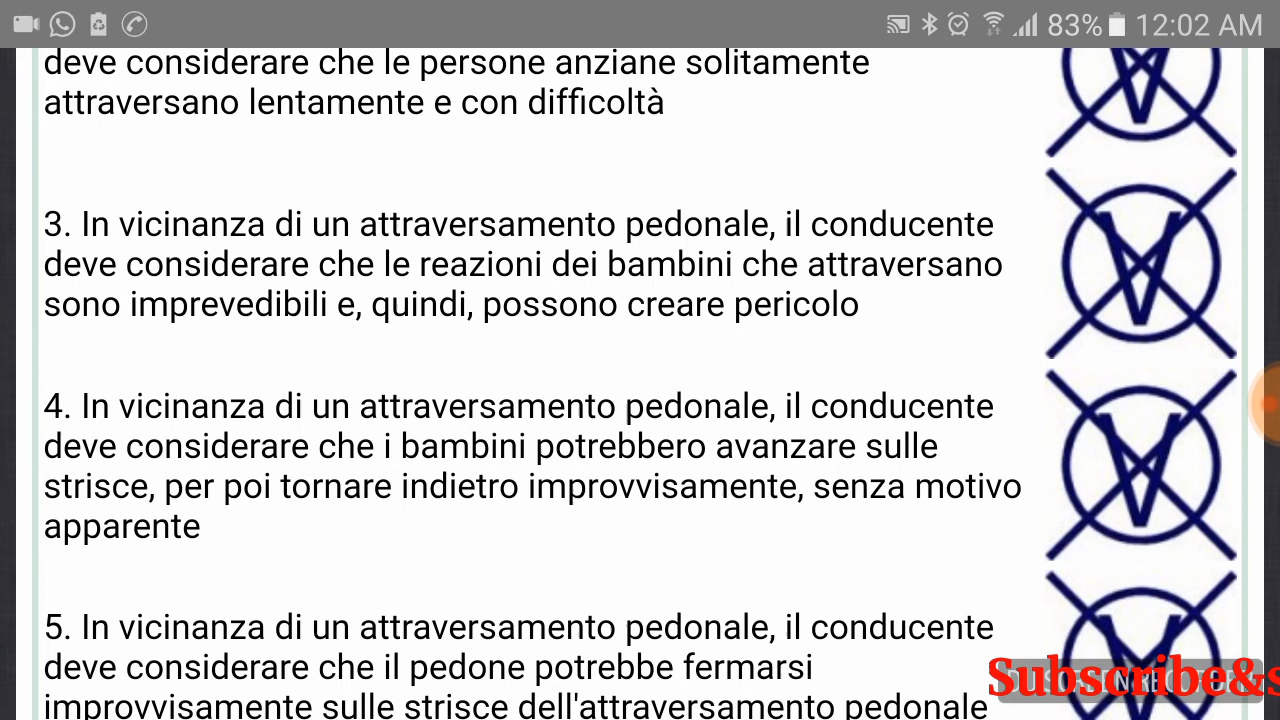 83% 12:02 AM
deve considerare che le persone anziane solitamente
attraversano lentamente e con difficoltà
V
3. In vicinanza di un attraversamento pedonale, il conducente
deve considerare che le reazioni dei bambini che attraversano
sono imprevedibili e, quindi, possono creare pericolo
V
4. In vicinanza di un attraversamento pedonale, il conducente
deve considerare che i bambini potrebbero avanzare sulle
strisce, per poi tornare indietro improvvisamente, senza motivo
apparente
V
5. In vicinanza di un attraversamento pedonale, il conducente
deve considerare che il pedone potrebbe fermarsi
improvvisamente sulle strisce dell'attraversamento pedonale
V
Subscribe&s